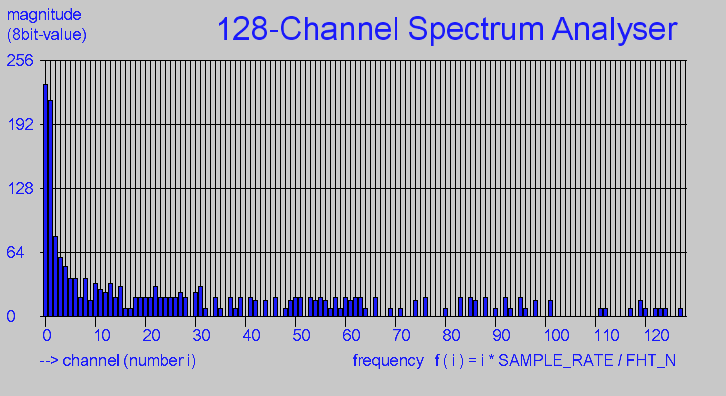 magnitude
(8bit-value)
128-Channel Spectrum Analyser
256
192
128
64
0
0 10 20 30 40 50 60 70 80 90 100 110 120
--> channel (number i) frequency f ( i ) = i * SAMPLE_RATE / FHT_N